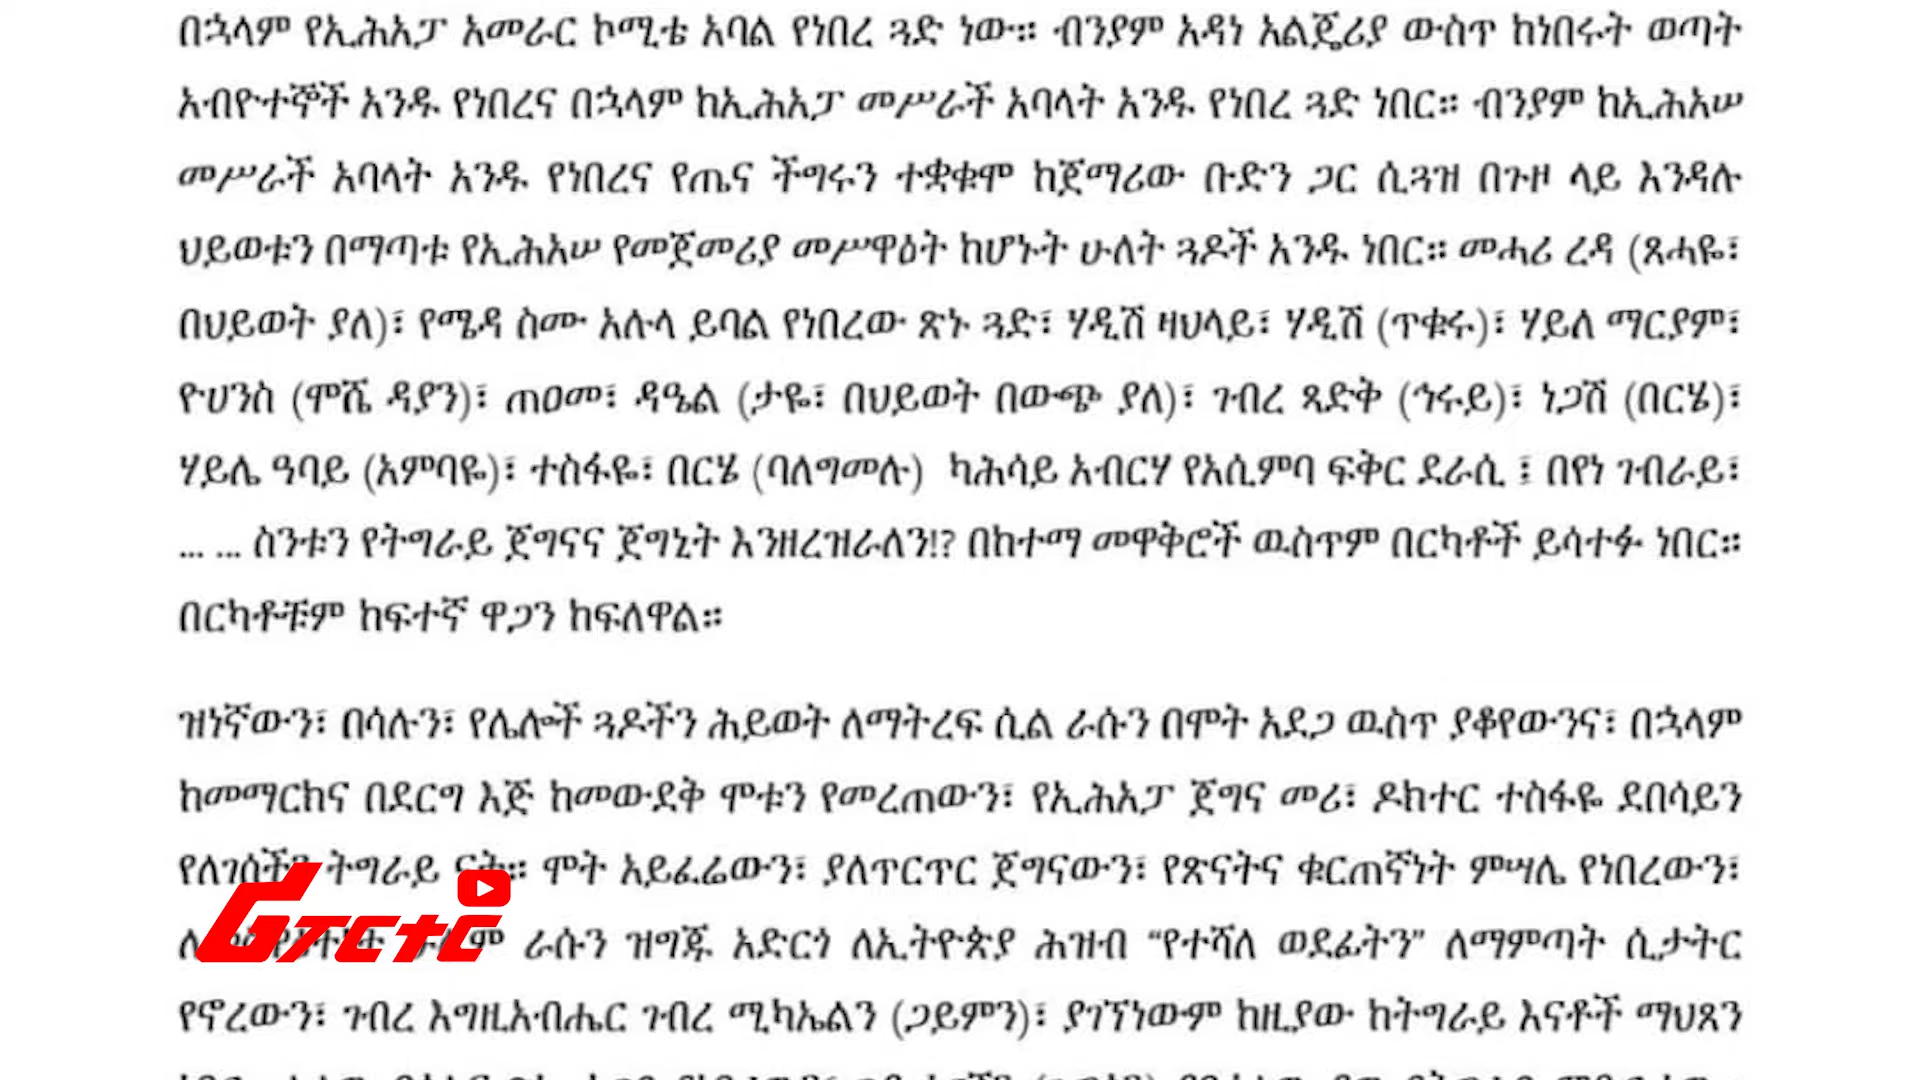 በኋላም የኢሕአፓ አመራር ኮሚቴ አባል የነበረ ጓድ ነው። ብንያም አዳነ አልጄሪያ ውስጥ ከነበሩት ወጣት
አብዮተኞች አንዱ የነበረና በኋላም ከኢሕአፓ መሥራች አባላት አንዱ የነበረ ጓድ ነበር። ብንያም ከኢሕአሠ
መሥራች አባላት አንዱ የነበረና የጤና ችግሩን ተቋቁሞ ከጀማሪው ቡድን ጋር ሲጓዝ በጉዞ ላይ እንዳሉ
ህይወቱን በማጣቱ የኢሕአሠ የመጀመሪያ መሥዋዕት ከሆኑት ሁለት ጓዶች አንዱ ነበር። መሓሪ ረዳ (ጸሓዬ፣
በህይወት ያለ)፣ የሜዳ ስሙ አሉላ ይባል የነበረው ጽኑ ጓድ፣ ሃዲሽ ዛህላይ፣ ሃዲሽ (ጥቁሩ)፣ ሃይለ ማርያም፣
ዮሀንስ (ሞሼ ዳያን)፣ ጠዐመ፣ ዳዔል (ታዬ፣ በህይወት በውጭ ያለ)፣ ገብረ ጻድቅ (ኅሩይ)፣ ነጋሽ (በርሄ)፣
ሃይሌ ዓባይ (አምባዬ)፣ ተስፋዬ፣ በርሄ (ባለግመሉ) ካሕሳይ አብርሃ የአሲምባ ፍቅር ደራሲ ፤ በየነ ገብራይ፣
... ... ስንቱን የትግራይ ጀግናና ጀግኒት እንዘረዝራለን!? በከተማ መዋቅሮች ዉስጥም በርካቶች ይሳተፉ ነበር።
በርካቶቹም ከፍተኛ ዋጋን ከፍለዋል።
ዝነኛውን፣ በሳሉን፣ የሌሎች ጓዶችን ሕይወት ለማትረፍ ሲል ራሱን በሞት አደጋ ዉስጥ ያቆየውንና፣ በኋላም
ከመማርክና በደርግ እጅ ከመውደቅ ሞቱን የመረጠውን፣ የኢሕአፓ ጀግና መሪ፣ ዶክተር ተስፋዬ ደበሳይን
የለገሰችን ትግራይ ናት። ሞት አይፈሬውን፣ ያለጥርጥር ጀግናውን፣ የጽናትና ቁርጠኛነት ምሣሌ የነበረውን፣
ራሱን ዝግጁ አድርጎ ለኢትዮጵያ ሕዝብ “የተሻለ ወደፊትን” ለማምጣት ሲታትር
የኖረውን፣ ገብረ እግዚአብሔር ገብረ ሚካኤልን (ጋይምን)፣ ያገኘነውም ከዚያው ከትግራይ እናቶች ማህጸን